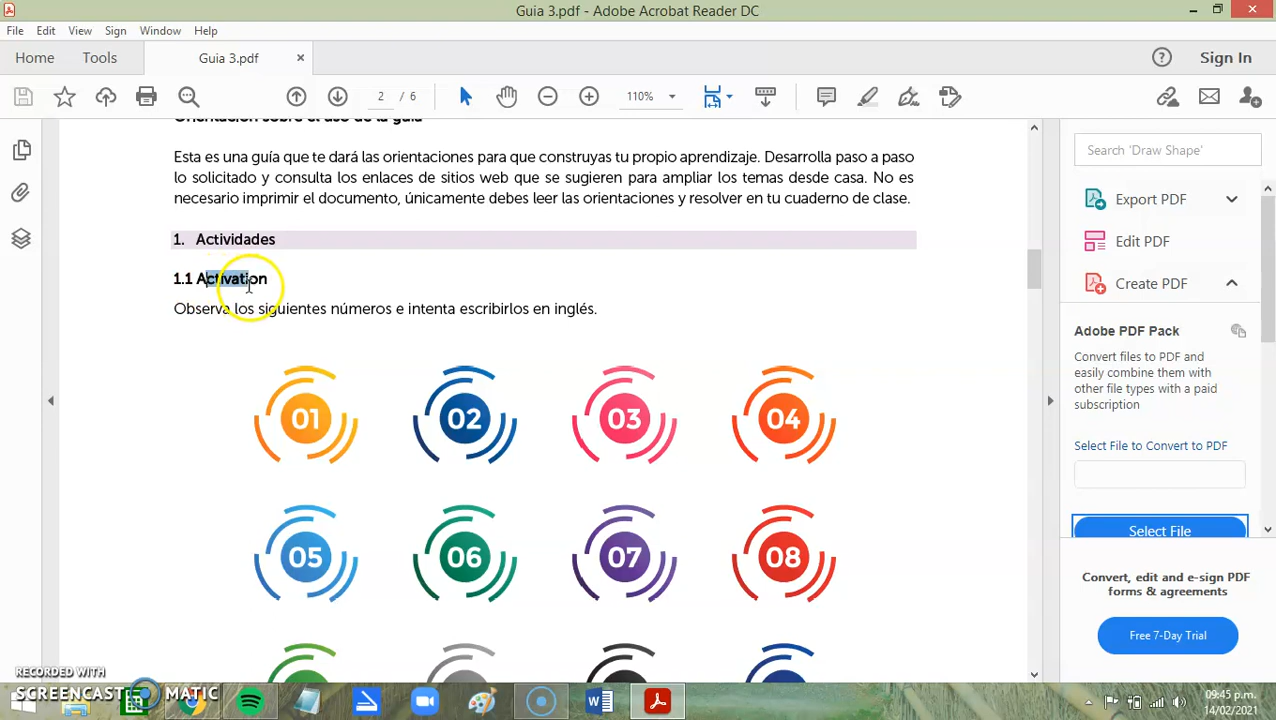 Guia 3.pdf - Adobe Acrobat Reader DC
File Edit View Sign Window Help
Home Tools Guia 3.pdf × Sign In
2 / 6 110%
Orientación sobre el uso de la guía
Esta es una guía que te dará las orientaciones para que construyas tu propio aprendizaje. Desarrolla paso a paso
lo solicitado y consulta los enlaces de sitios web que se sugieren para ampliar los temas desde casa. No es
necesario imprimir el documento, únicamente debes leer las orientaciones y resolver en tu cuaderno de clase.
1. Actividades
1.1 Activation
Observa los siguientes números e intenta escribirlos en inglés.
01 02 03 04
05 06 07 08
Search 'Draw Shape'
Export PDF
Edit PDF
Create PDF
Adobe PDF Pack
Convert files to PDF and
easily combine them with
other file types with a paid
subscription
Select File to Convert to PDF
Select File
Convert, edit and e-sign PDF
forms & agreements
Free 7-Day Trial
RECORDED WITH
SCREENCAST MATIC
09:45 p.m.
14/02/2021